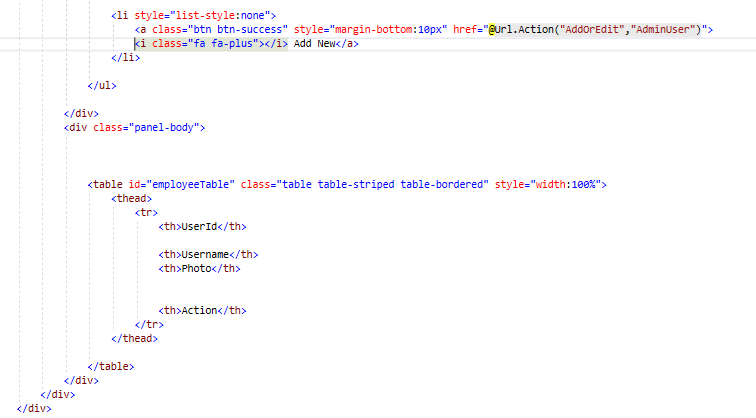 <li style="list-style:none">
<a class="btn btn-success" style="margin-bottom:10px" href="@Url.Action("AddOrEdit","AdminUser")">
<i class="fa fa-plus"></i> Add New</a>
</li>
</ul>
</div>
<div class="panel-body">
<table id="employeeTable" class="table table-striped table-bordered" style="width:100%">
<thead>
<tr>
<th>UserId</th>
<th>Username</th>
<th>Photo</th>
<th>Action</th>
</tr>
</thead>
</table>
</div>
</div>
</div>